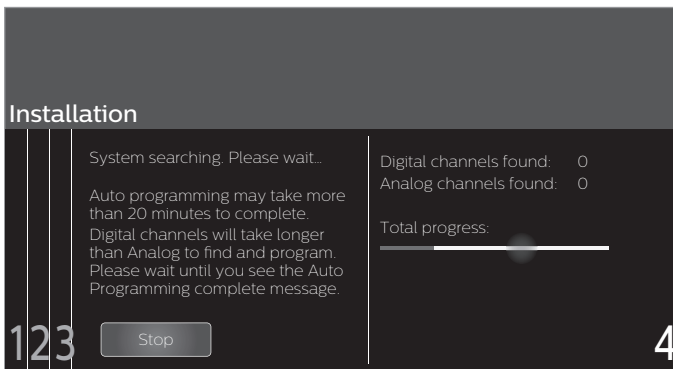 Installation
System searching. Please wait...
Auto programming may take more
than 20 minutes to complete.
Digital channels will take longer
than Analog to find and program.
Please wait until you see the Auto
Programming complete message.
Digital channels found: 0
Analog channels found: 0
Total progress:
123
Stop
4